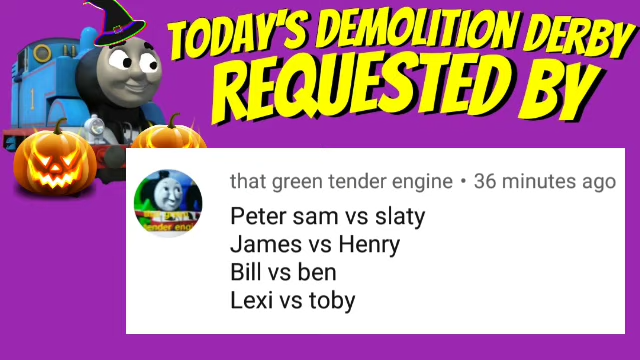 TODAY'S DEMOLITION DERBY
REQUESTED BY
1
that green tender engine • 36 minutes ago
Peter sam vs slaty
James vs Henry
Bill vs ben
Lexi vs toby